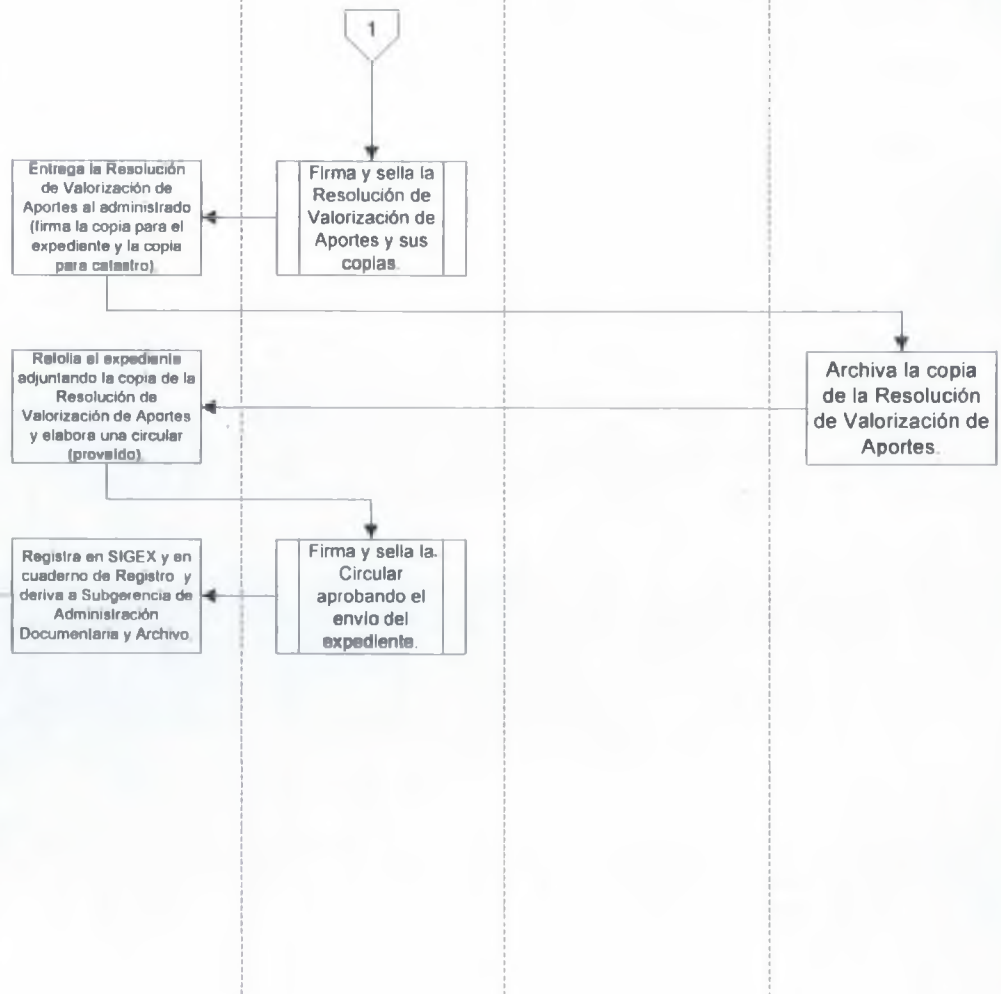 1
Firma y sella la
Resolución de
Valorización de
Aportes y sus
copias.
Entrega la Resolución
de Valorización de
Aportes al administrado
(firma la copia para el
expediente y la copia
para catastro).
Archiva la copia
de la Resolución
de Valorización de
Aportes.
Refolia el expediente
adjuntando la copia de la
Resolución de
Valorización de Aportes
y elabora una circular
(proveído).
Firma y sella la.
Circular
aprobando el
envío del
expediente.
Registra en SIGEX y en
cuaderno de Registro y
deriva a Subgerencia de
Administración
Documentaria y Archivo.